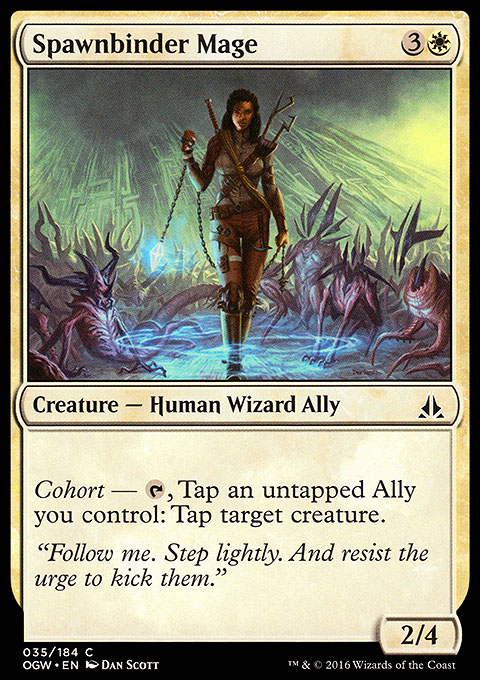 Spawnbinder Mage 3
Creature — Human Wizard Ally
Cohort — , Tap an untapped Ally
you control: Tap target creature.
“Follow me. Step lightly. And resist the
urge to kick them.”
2/4
035/184 C
OGW • EN Dan Scott
™ & © 2016 Wizards of the Coast